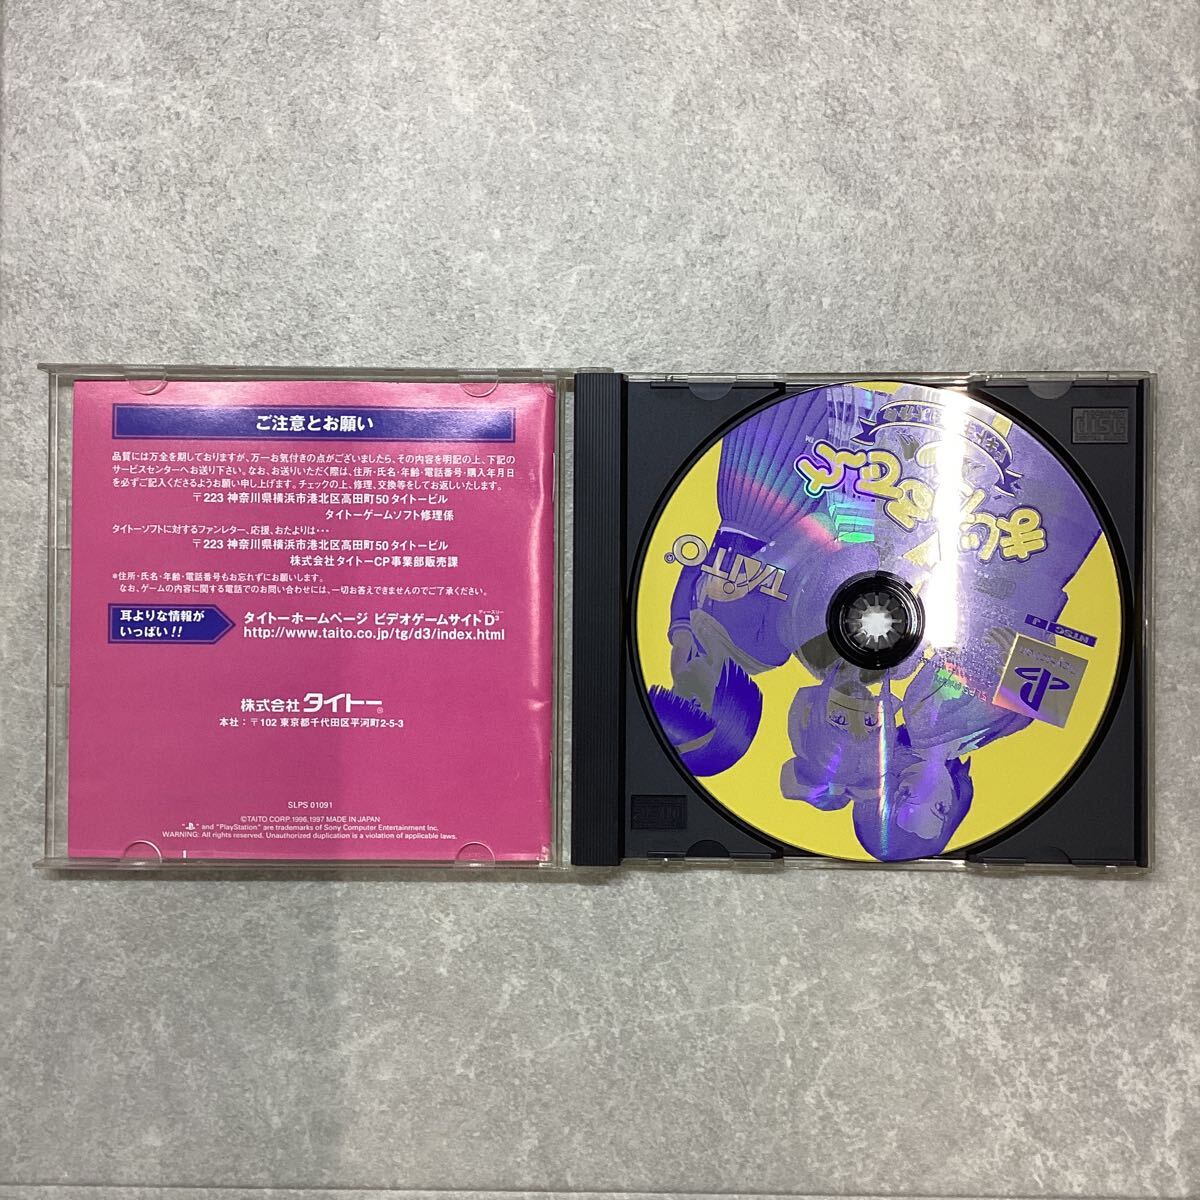 ご注意とお願い
品質には万全を期しておりますが、万一お気付きの点がございましたら、その内容を明記の上、下記の
サービスセンターへお送り下さい。なお、お送りいただく際は、住所・氏名・年齢・電話番号・購入年月日
を必ずご記入くださるようお願い申し上げます。チェックの上、修理、交換等をしてお返しいたします。
〒223 神奈川県横浜市港北区高田町50タイトービル
タイトーゲームソフト修理係
タイトーソフトに対するファンレター、応援、おたよりは・・・
〒223 神奈川県横浜市港北区高田町50タイトービル
株式会社タイトーCP事業部販売課
*住所・氏名・年齢・電話番号もお忘れずにお願いします。
なお、ゲームの内容に関する電話でのお問い合わせには、一切お答えできませんのでご了承ください。
耳よりな情報が
いっぱい!!
ディースリー
タイトーホームページ ビデオゲームサイトD³
http://www.taito.co.jp/tg/d3/index.html
株式会社タイトー®
本社:〒102 東京都千代田区平河町2-5-3
SLPS 01091
©TAITO CORP.1996,1997 MADE IN JAPAN
"PS" and "PlayStation" are trademarks of Sony Computer Entertainment Inc.
WARNING: All rights reserved. Unauthorized duplication is a violation of applicable laws.
TAITO®
NTSC J